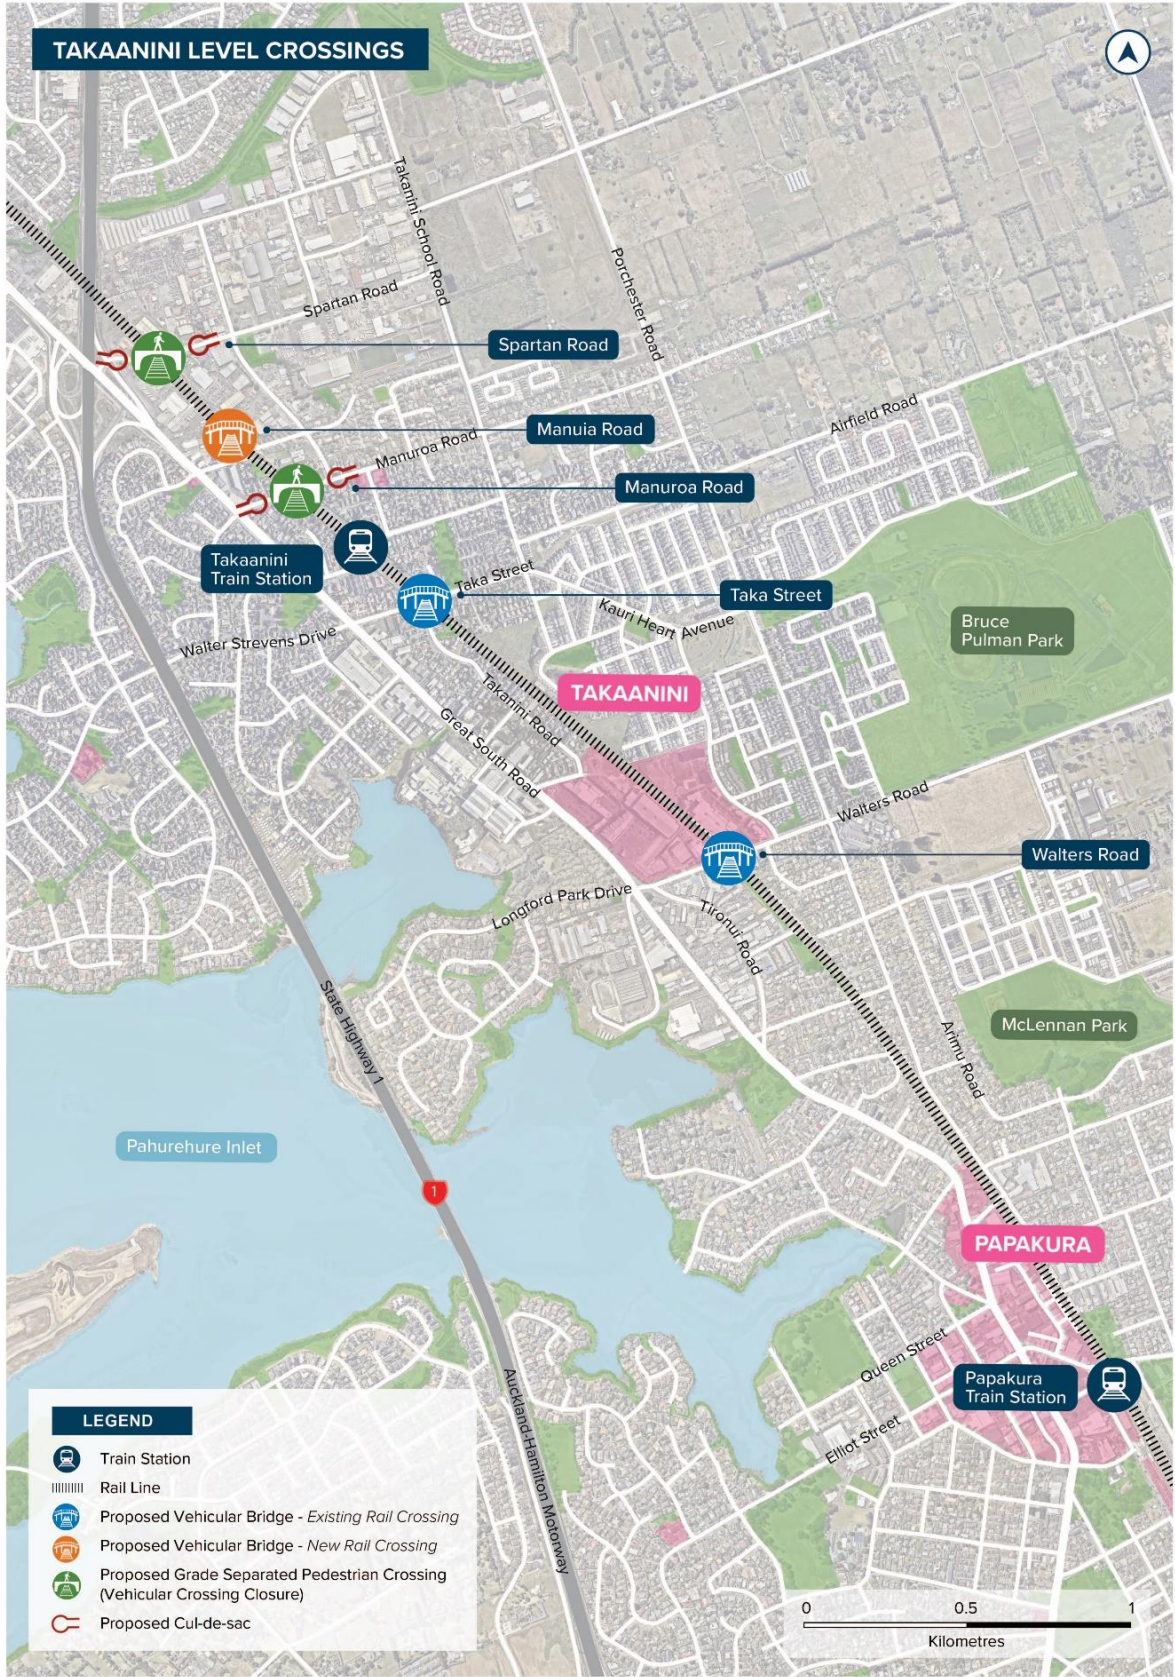 TAKAANINI LEVEL CROSSINGS
Takanini School Road
Porchester Road
Spartan Road
Spartan Road
Manuia Road
Airfield Road
Manuroa Road
Manuroa Road
Takaanini
Train Station
Taka Street
Taka Street
Kauri Heart Avenue
Bruce
Pulman Park
Walter Strevens Drive
TAKAANINI
Takanini Road
Great South Road
Walters Road
Walters Road
Longford Park Drive
Tironui Road
State Highway 1
McLennan Park
Arimu Road
Pahurehure Inlet
1
PAPAKURA
Queen Street
Papakura
Train Station
Elliot Street
Auckland-Hamilton Motorway
LEGEND
Train Station
Rail Line
Proposed Vehicular Bridge - Existing Rail Crossing
Proposed Vehicular Bridge - New Rail Crossing
Proposed Grade Separated Pedestrian Crossing
(Vehicular Crossing Closure)
Proposed Cul-de-sac
0 0.5 1
Kilometres